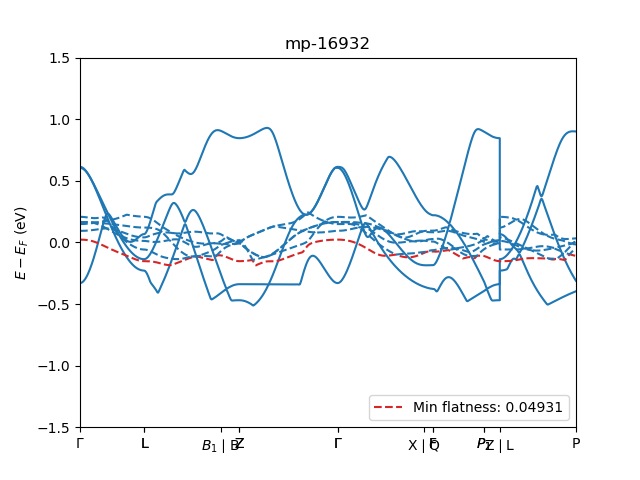 mp-16932
E − E_F (eV)
1.5
1.0
0.5
0.0
−0.5
−1.0
−1.5
Min flatness: 0.04931
Γ L B₁ | B Z Γ X | Q F P₁ Z | L P